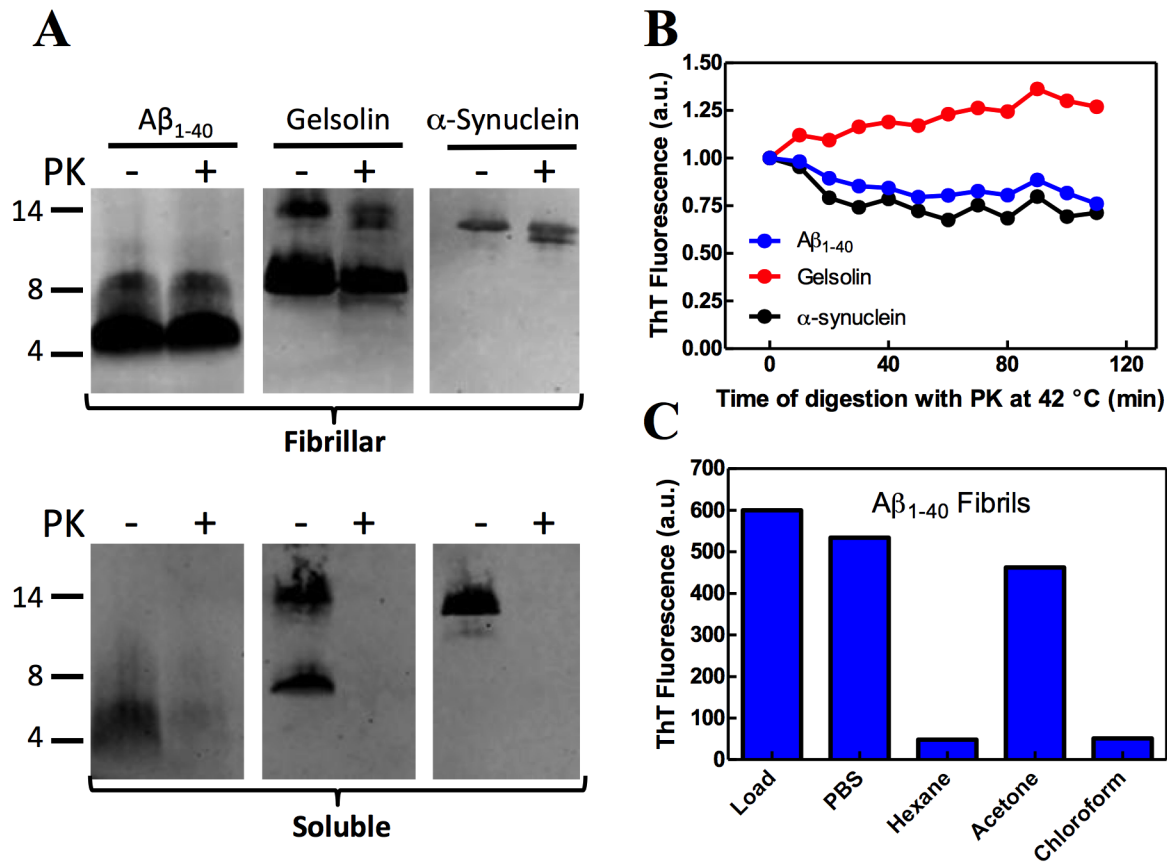 A
Aβ1-40 Gelsolin α-Synuclein
PK - + - + - +
14
8
4
Fibrillar
PK - + - + - +
14
8
4
Soluble
B
ThT Fluorescence (a.u.)
1.50
1.25
1.00
0.75
0.50
0.25
0.00
Aβ1-40
Gelsolin
α-synuclein
0 40 80 120
Time of digestion with PK at 42 °C (min)
C
ThT Fluorescence (a.u.)
700
600
500
400
300
200
100
0
Aβ1-40 Fibrils
Load PBS Hexane Acetone Chloroform